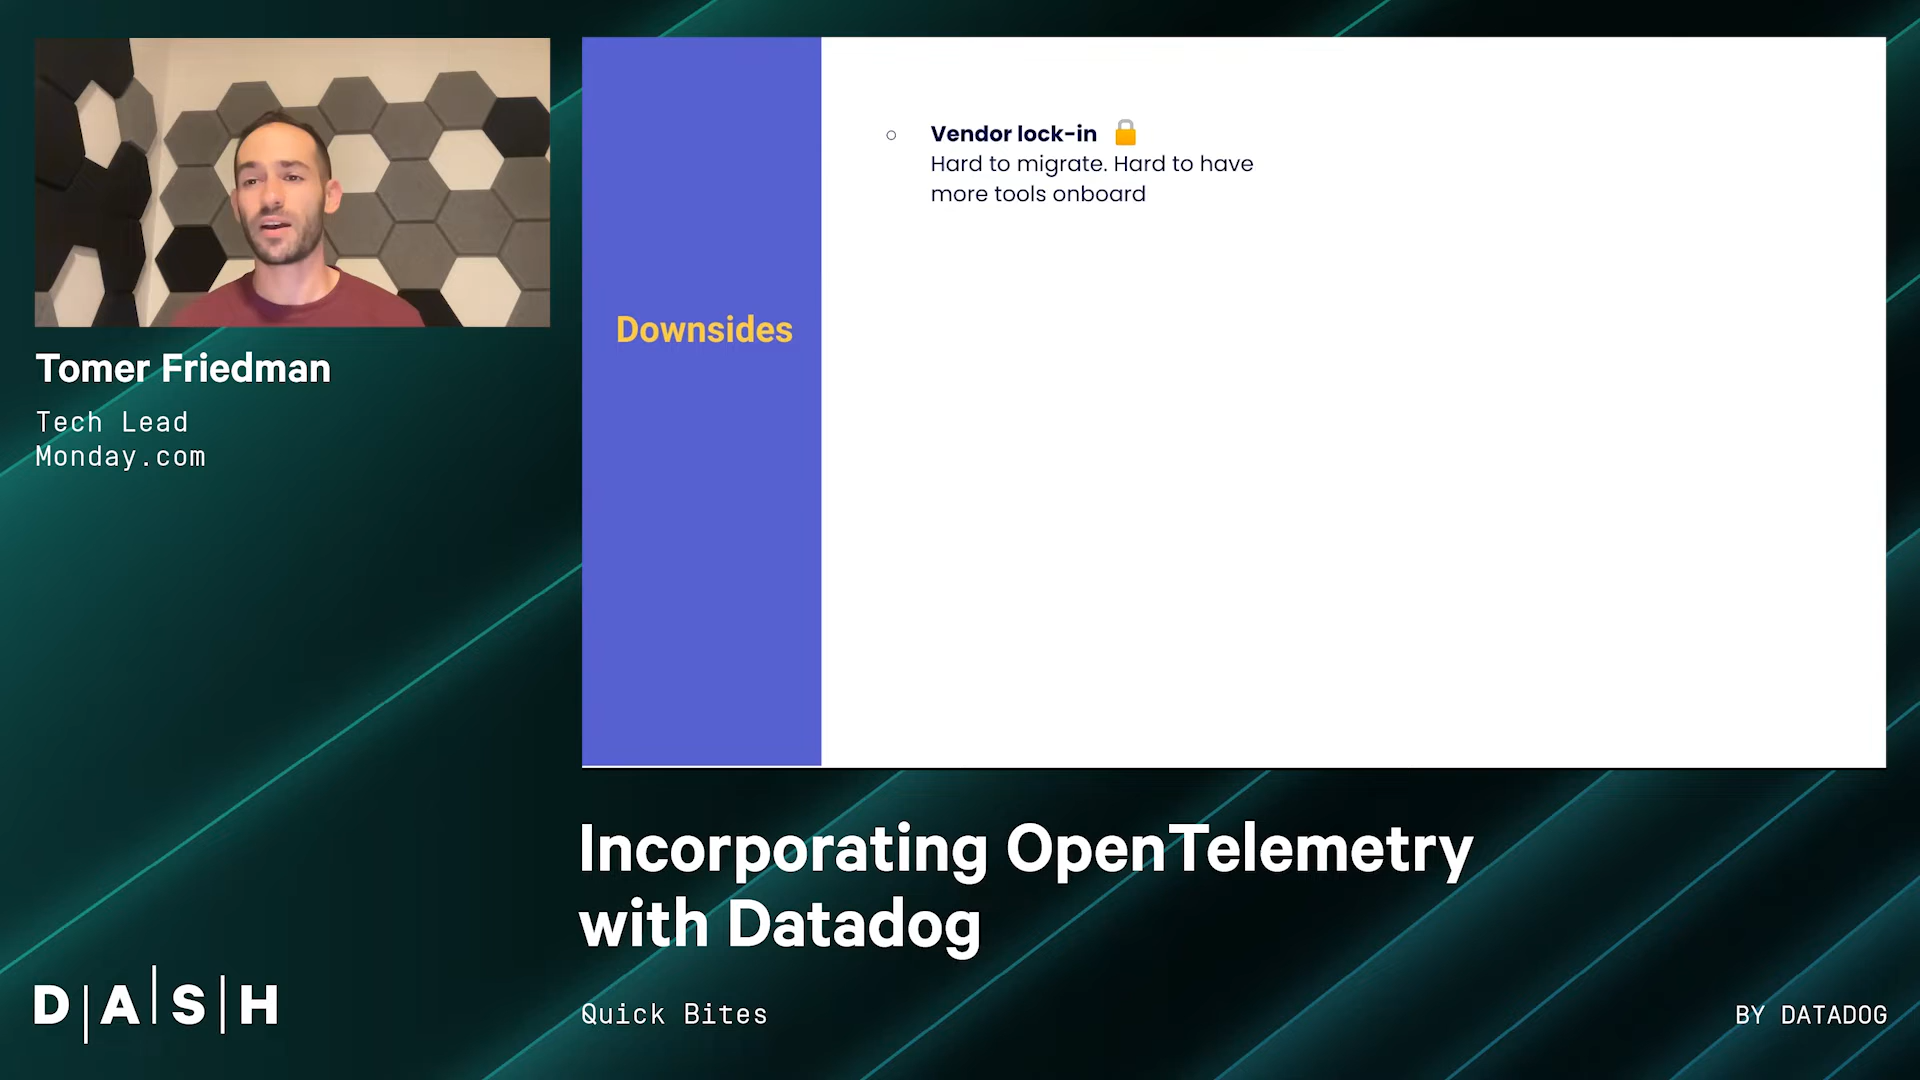 Vendor lock-in
Hard to migrate. Hard to have
more tools onboard
Downsides
Tomer Friedman
Tech Lead
Monday.com
Incorporating OpenTelemetry
with Datadog
DASH
Quick Bites
BY DATADOG